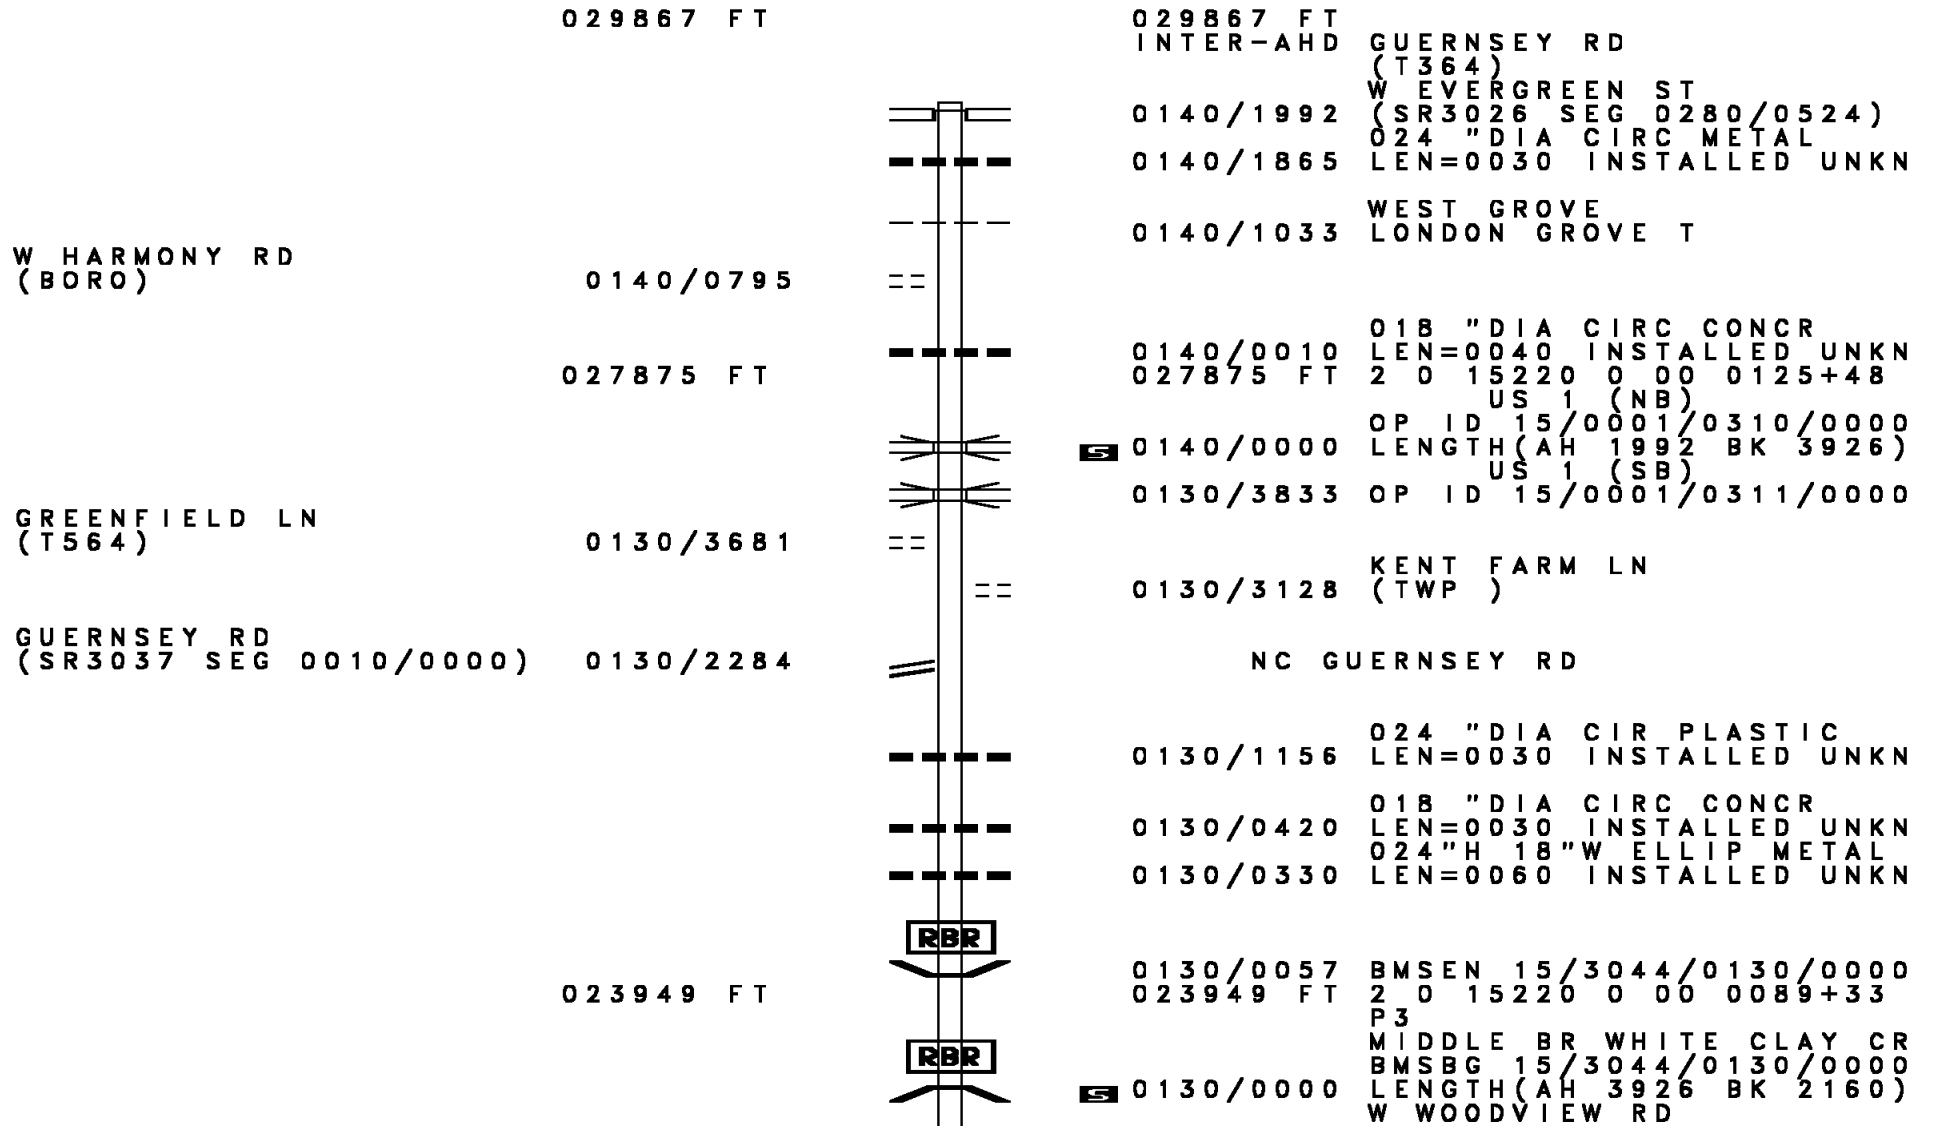 029867 FT 029867 FT
INTER-AHD GUERNSEY RD
(T364)
W EVERGREEN ST
0140/1992 (SR3026 SEG 0280/0524)
024 "DIA CIRC METAL
0140/1865 LEN=0030 INSTALLED UNKN
WEST GROVE
0140/1033 LONDON GROVE T
W HARMONY RD
(BORO) 0140/0795
018 "DIA CIRC CONCR
0140/0010 LEN=0040 INSTALLED UNKN
027875 FT 027875 FT 2 0 15220 0 00 0125+48
US 1 (NB)
OP ID 15/0001/0310/0000
S 0140/0000 LENGTH(AH 1992 BK 3926)
US 1 (SB)
0130/3833 OP ID 15/0001/0311/0000
GREENFIELD LN
(T564) 0130/3681
KENT FARM LN
0130/3128 (TWP )
GUERNSEY RD
(SR3037 SEG 0010/0000) 0130/2284 NC GUERNSEY RD
024 "DIA CIR PLASTIC
0130/1156 LEN=0030 INSTALLED UNKN
018 "DIA CIRC CONCR
0130/0420 LEN=0030 INSTALLED UNKN
024"H 18"W ELLIP METAL
0130/0330 LEN=0060 INSTALLED UNKN
RBR
0130/0057 BMSEN 15/3044/0130/0000
023949 FT 023949 FT 2 0 15220 0 00 0089+33
P3
MIDDLE BR WHITE CLAY CR
RBR BMSBG 15/3044/0130/0000
S 0130/0000 LENGTH(AH 3926 BK 2160)
W WOODVIEW RD